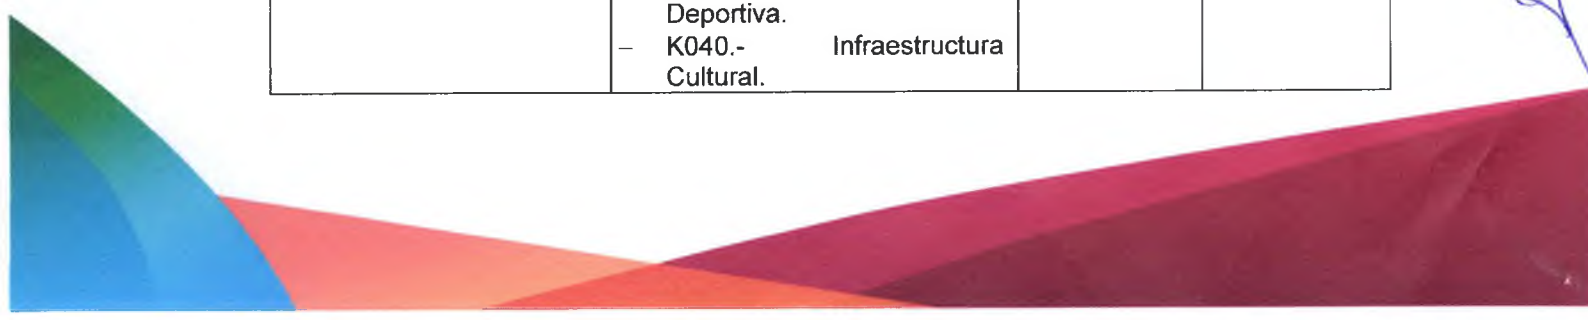 Deportiva.
– K040.- Infraestructura
Cultural.